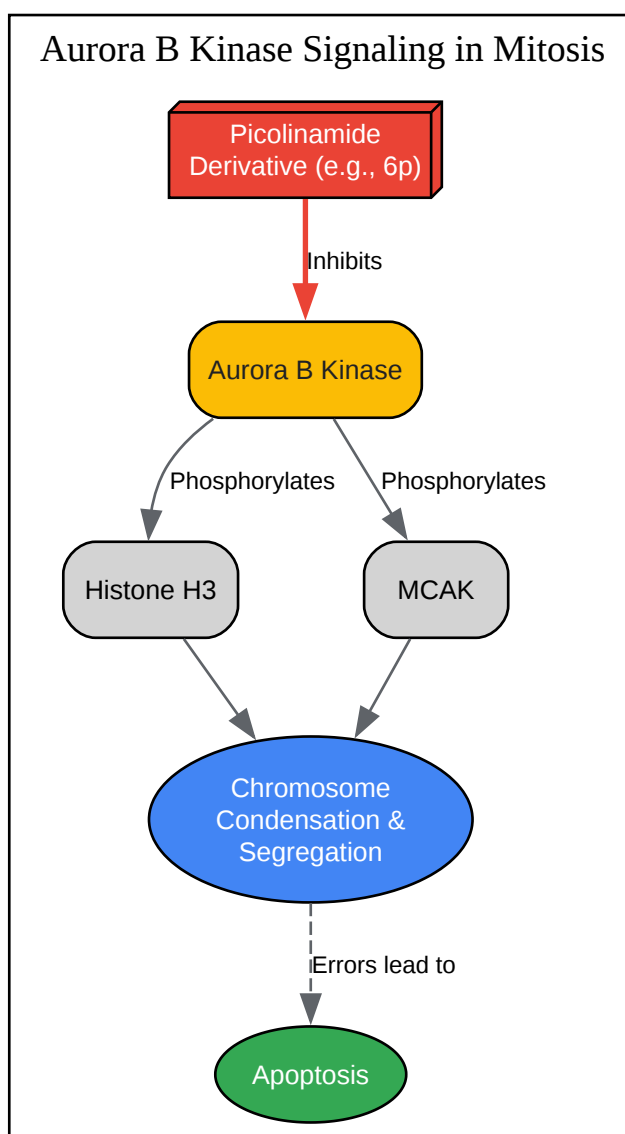 Aurora B Kinase Signaling in Mitosis
Picolinamide
Derivative (e.g., 6p)
Inhibits
Aurora B Kinase
Phosphorylates
Phosphorylates
Histone H3
MCAK
Chromosome
Condensation &
Segregation
Errors lead to
Apoptosis